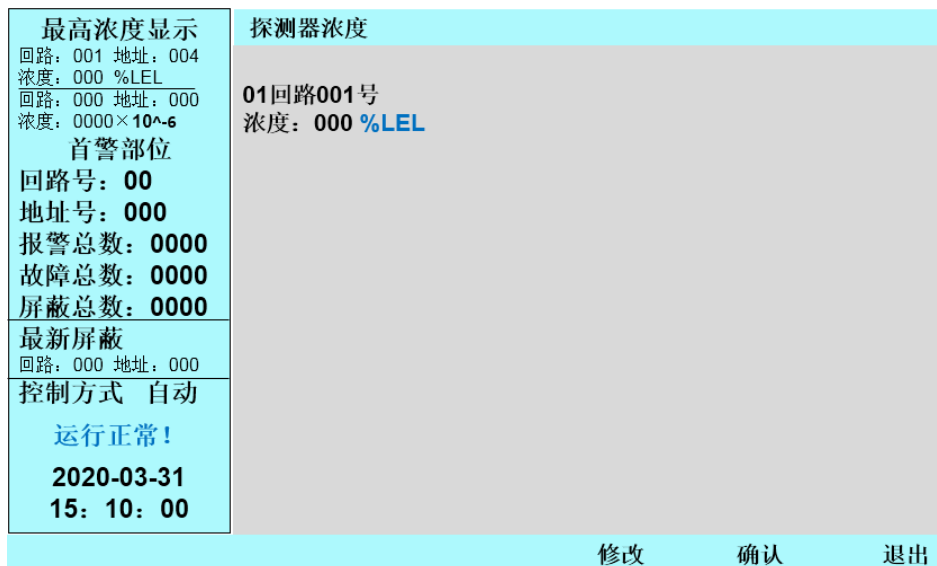 最高浓度显示
回路：001 地址：004
浓度：000 %LEL
回路：000 地址：000
浓度：0000×10^-6
首警部位
回路号：00
地址号：000
报警总数：0000
故障总数：0000
屏蔽总数：0000
最新屏蔽
回路：000 地址：000
控制方式 自动
运行正常！
2020-03-31
15：10：00
探测器浓度
01回路001号
浓度：000 %LEL
修改 确认 退出